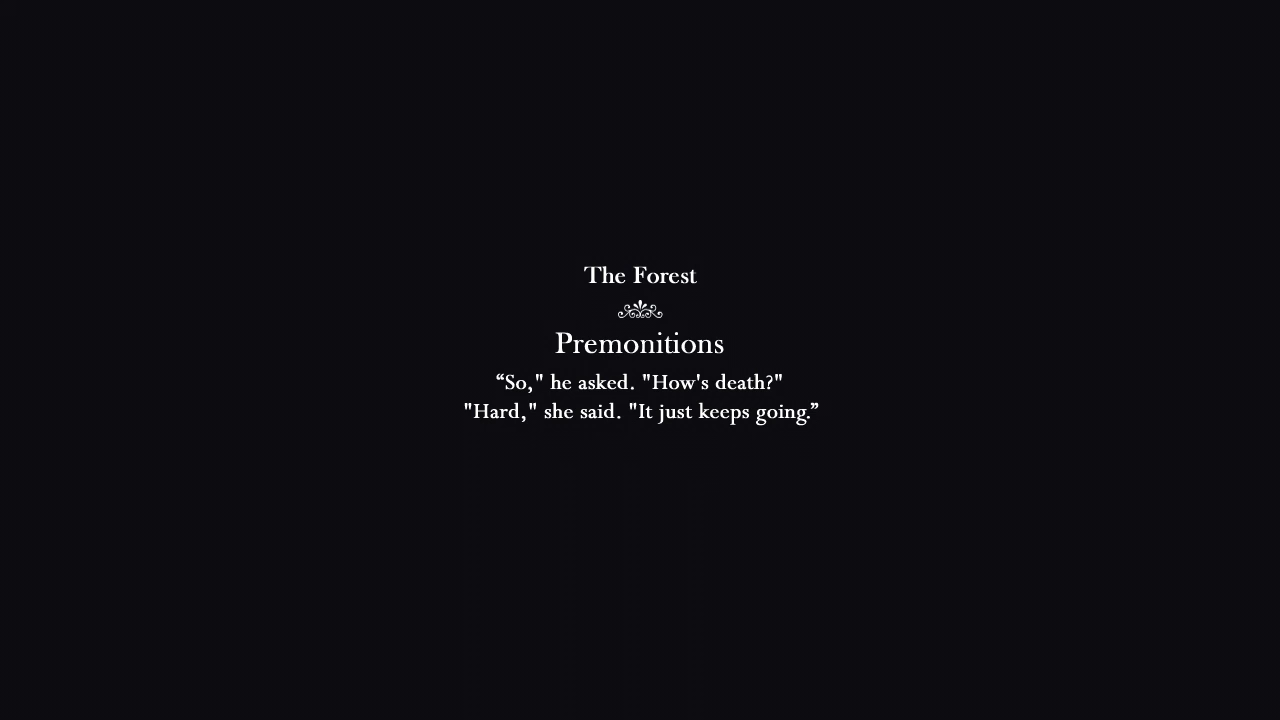 The Forest
Premonitions
“So," he asked. "How's death?"
"Hard," she said. "It just keeps going.”